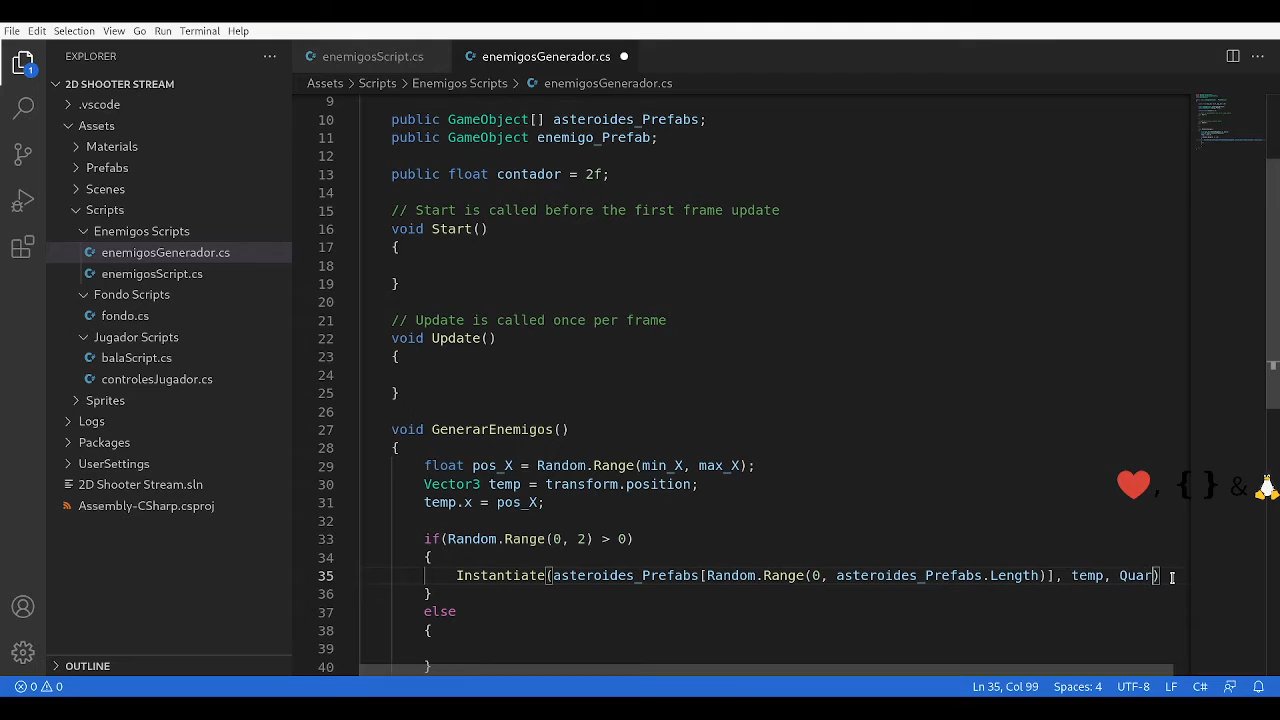 File Edit Selection View Go Run Terminal Help
EXPLORER
enemigosScript.cs
enemigosGenerador.cs
1
2D SHOOTER STREAM
Assets > Scripts > Enemigos Scripts > enemigosGenerador.cs
.vscode
Assets
Materials
Prefabs
Scenes
Scripts
Enemigos Scripts
enemigosGenerador.cs
enemigosScript.cs
Fondo Scripts
fondo.cs
Jugador Scripts
balaScript.cs
controlesJugador.cs
Sprites
Logs
Packages
UserSettings
2D Shooter Stream.sln
Assembly-CSharp.csproj
OUTLINE
9
10 public GameObject[] asteroides_Prefabs;
11 public GameObject enemigo_Prefab;
12
13 public float contador = 2f;
14
15 // Start is called before the first frame update
16 void Start()
17 {
18
19 }
20
21 // Update is called once per frame
22 void Update()
23 {
24
25 }
26
27 void GenerarEnemigos()
28 {
29 float pos_X = Random.Range(min_X, max_X);
30 Vector3 temp = transform.position;
31 temp.x = pos_X;
32
33 if(Random.Range(0, 2) > 0)
34 {
35 Instantiate(asteroides_Prefabs[Random.Range(0, asteroides_Prefabs.Length)], temp, Quar)
36 }
37 else
38 {
39
40 }
, { } &
0 0
Ln 35, Col 99 Spaces: 4 UTF-8 LF C#